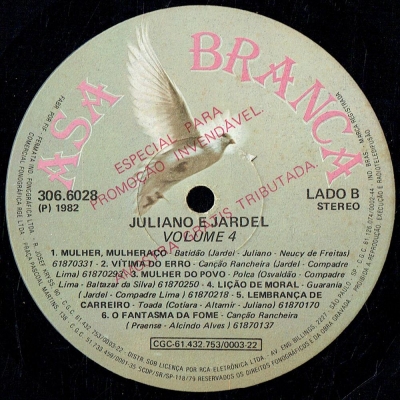 ASA BRANCA
ESPECIAL PARA
PROMOÇÃO INVENDÁVEL.
AMOSTRA GRÁTIS TRIBUTADA.
306.6028
(P) 1982
LADO B
STEREO
JULIANO E JARDEL
VOLUME 4
1. MULHER, MULHERAÇO - Batidão (Jardel - Juliano - Neucy de Freitas)
61870331 - 2. VÍTIMA DO ERRO - Canção Rancheira (Jardel - Compadre
Lima) 61870293 3. MULHER DO POVO - Polca (Osvaldão - Compadre
Lima - Baltazar da Silva) 61870250 - 4. LIÇÃO DE MORAL - Guarania
(Jardel - Compadre Lima) 61870218 - 5. LEMBRANÇA DE
CARREIRO - Toada (Cotiara - Altamir - Juliano) 61870170
6. O FANTASMA DA FOME - Canção Rancheira
(Praense - Alcindo Alves) 61870137
CGC-61.432.753/0003-22